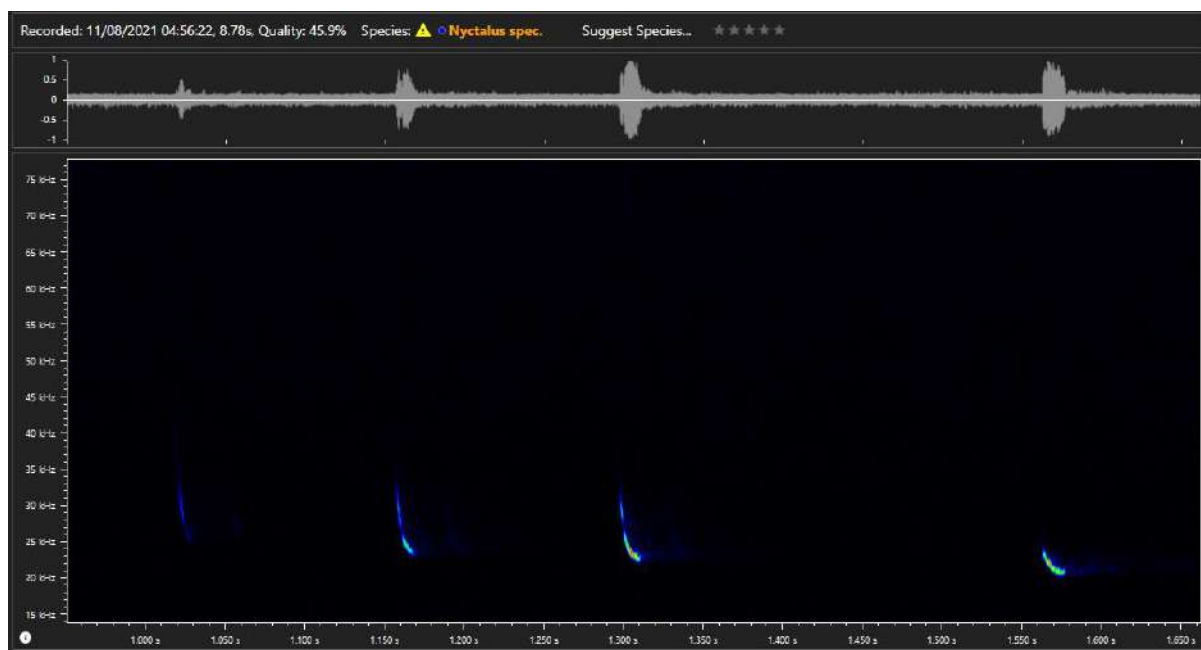 Recorded: 11/08/2021 04:56:22, 8.78s, Quality: 45.9% Species: Nyctalus spec. Suggest Species...
1
0.5
0
-0.5
-1
75 kHz
70 kHz
65 kHz
60 kHz
55 kHz
50 kHz
45 kHz
40 kHz
35 kHz
30 kHz
25 kHz
20 kHz
15 kHz
1.000 s 1.050 s 1.100 s 1.150 s 1.200 s 1.250 s 1.300 s 1.350 s 1.400 s 1.450 s 1.500 s 1.550 s 1.600 s 1.650 s